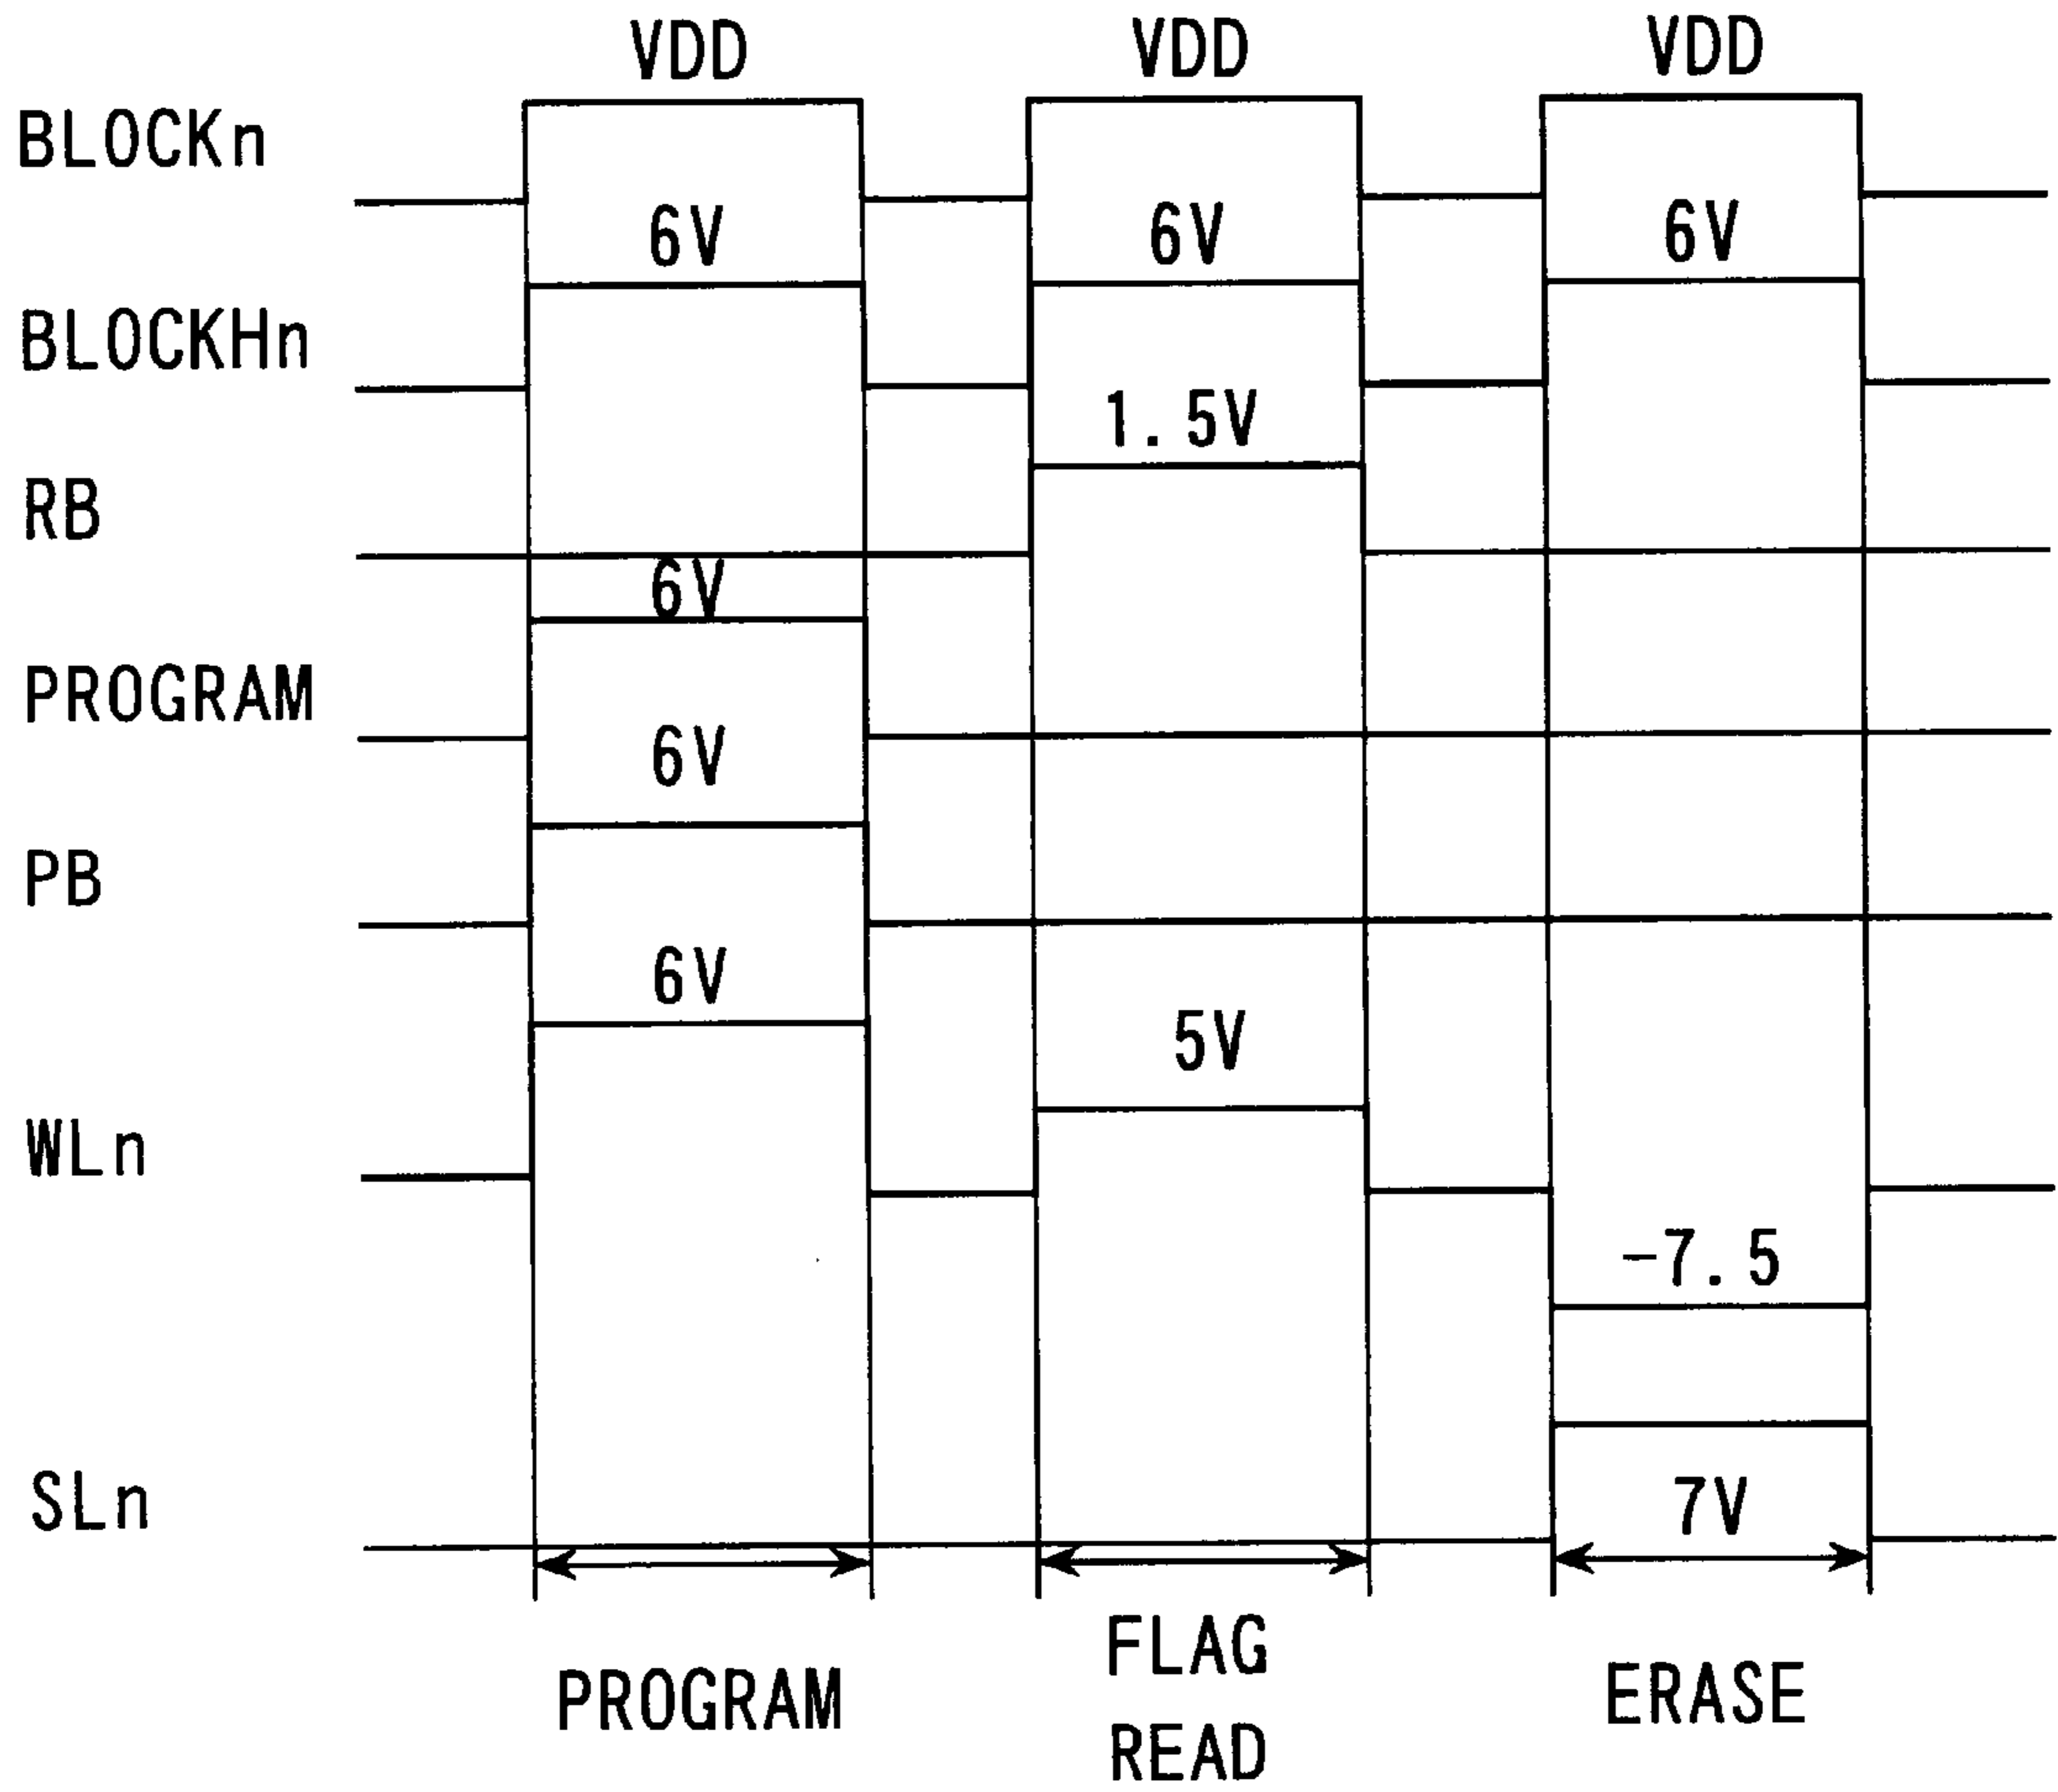 VDD VDD VDD
BLOCKn
6V 6V 6V
BLOCKHn
1.5V
RB
6V
PROGRAM
6V
PB
6V
5V
WLn
-7.5
SLn
7V
PROGRAM
FLAG
READ
ERASE